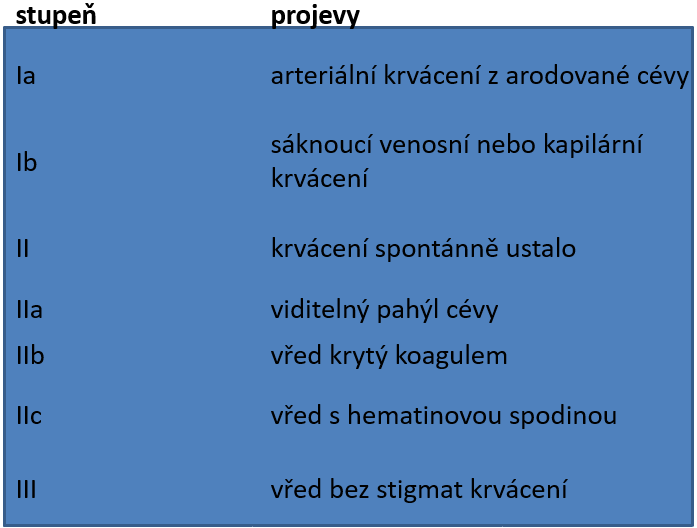 stupeň projevy
Ia arteriální krvácení z arodované cévy
Ib sáknoucí venosní nebo kapilární
krvácení
II krvácení spontánně ustalo
IIa viditelný pahýl cévy
IIb vřed krytý koagulem
IIc vřed s hematinovou spodinou
III vřed bez stigmat krvácení